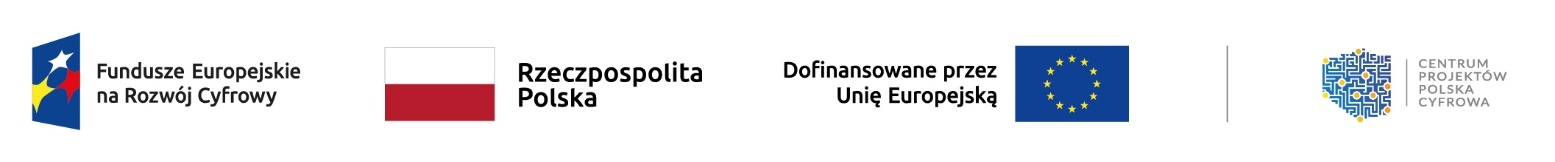 Fundusze Europejskie
na Rozwój Cyfrowy
Rzeczpospolita
Polska
Dofinansowane przez
Unię Europejską
CENTRUM
PROJEKTÓW
POLSKA
CYFROWA